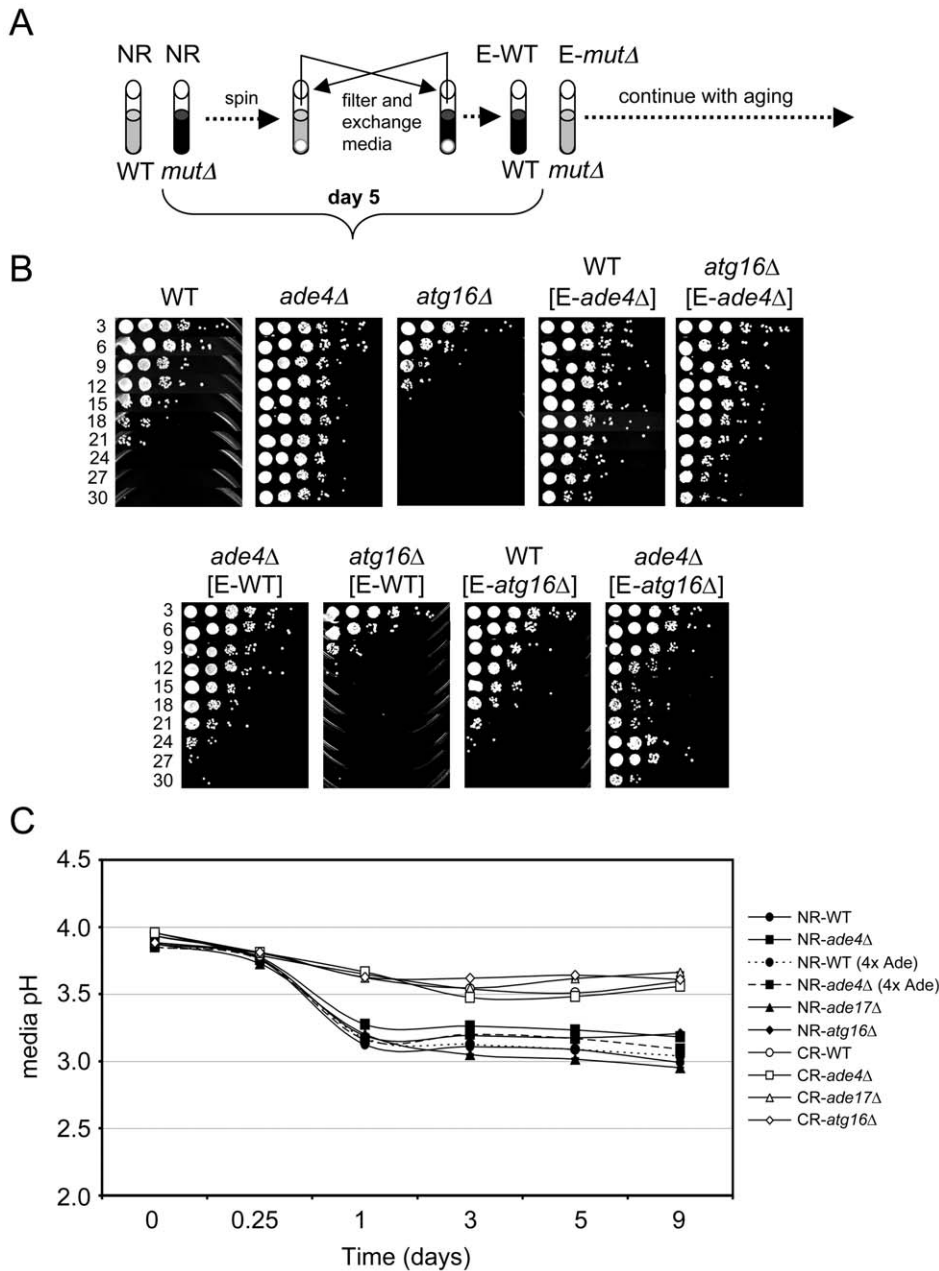 A
NR NR
E-WT E-mutΔ
spin
filter and
exchange
media
continue with aging
WT mutΔ
WT mutΔ
day 5
B
WT
ade4Δ
atg16Δ
WT
[E-ade4Δ]
atg16Δ
[E-ade4Δ]
3
6
9
12
15
18
21
24
27
30
ade4Δ
[E-WT]
atg16Δ
[E-WT]
WT
[E-atg16Δ]
ade4Δ
[E-atg16Δ]
3
6
9
12
15
18
21
24
27
30
C
4.5
4.0
3.5
3.0
2.5
2.0
media pH
0 0.25 1 3 5 9
Time (days)
NR-WT
NR-ade4Δ
NR-WT (4x Ade)
NR-ade4Δ (4x Ade)
NR-ade17Δ
NR-atg16Δ
CR-WT
CR-ade4Δ
CR-ade17Δ
CR-atg16Δ